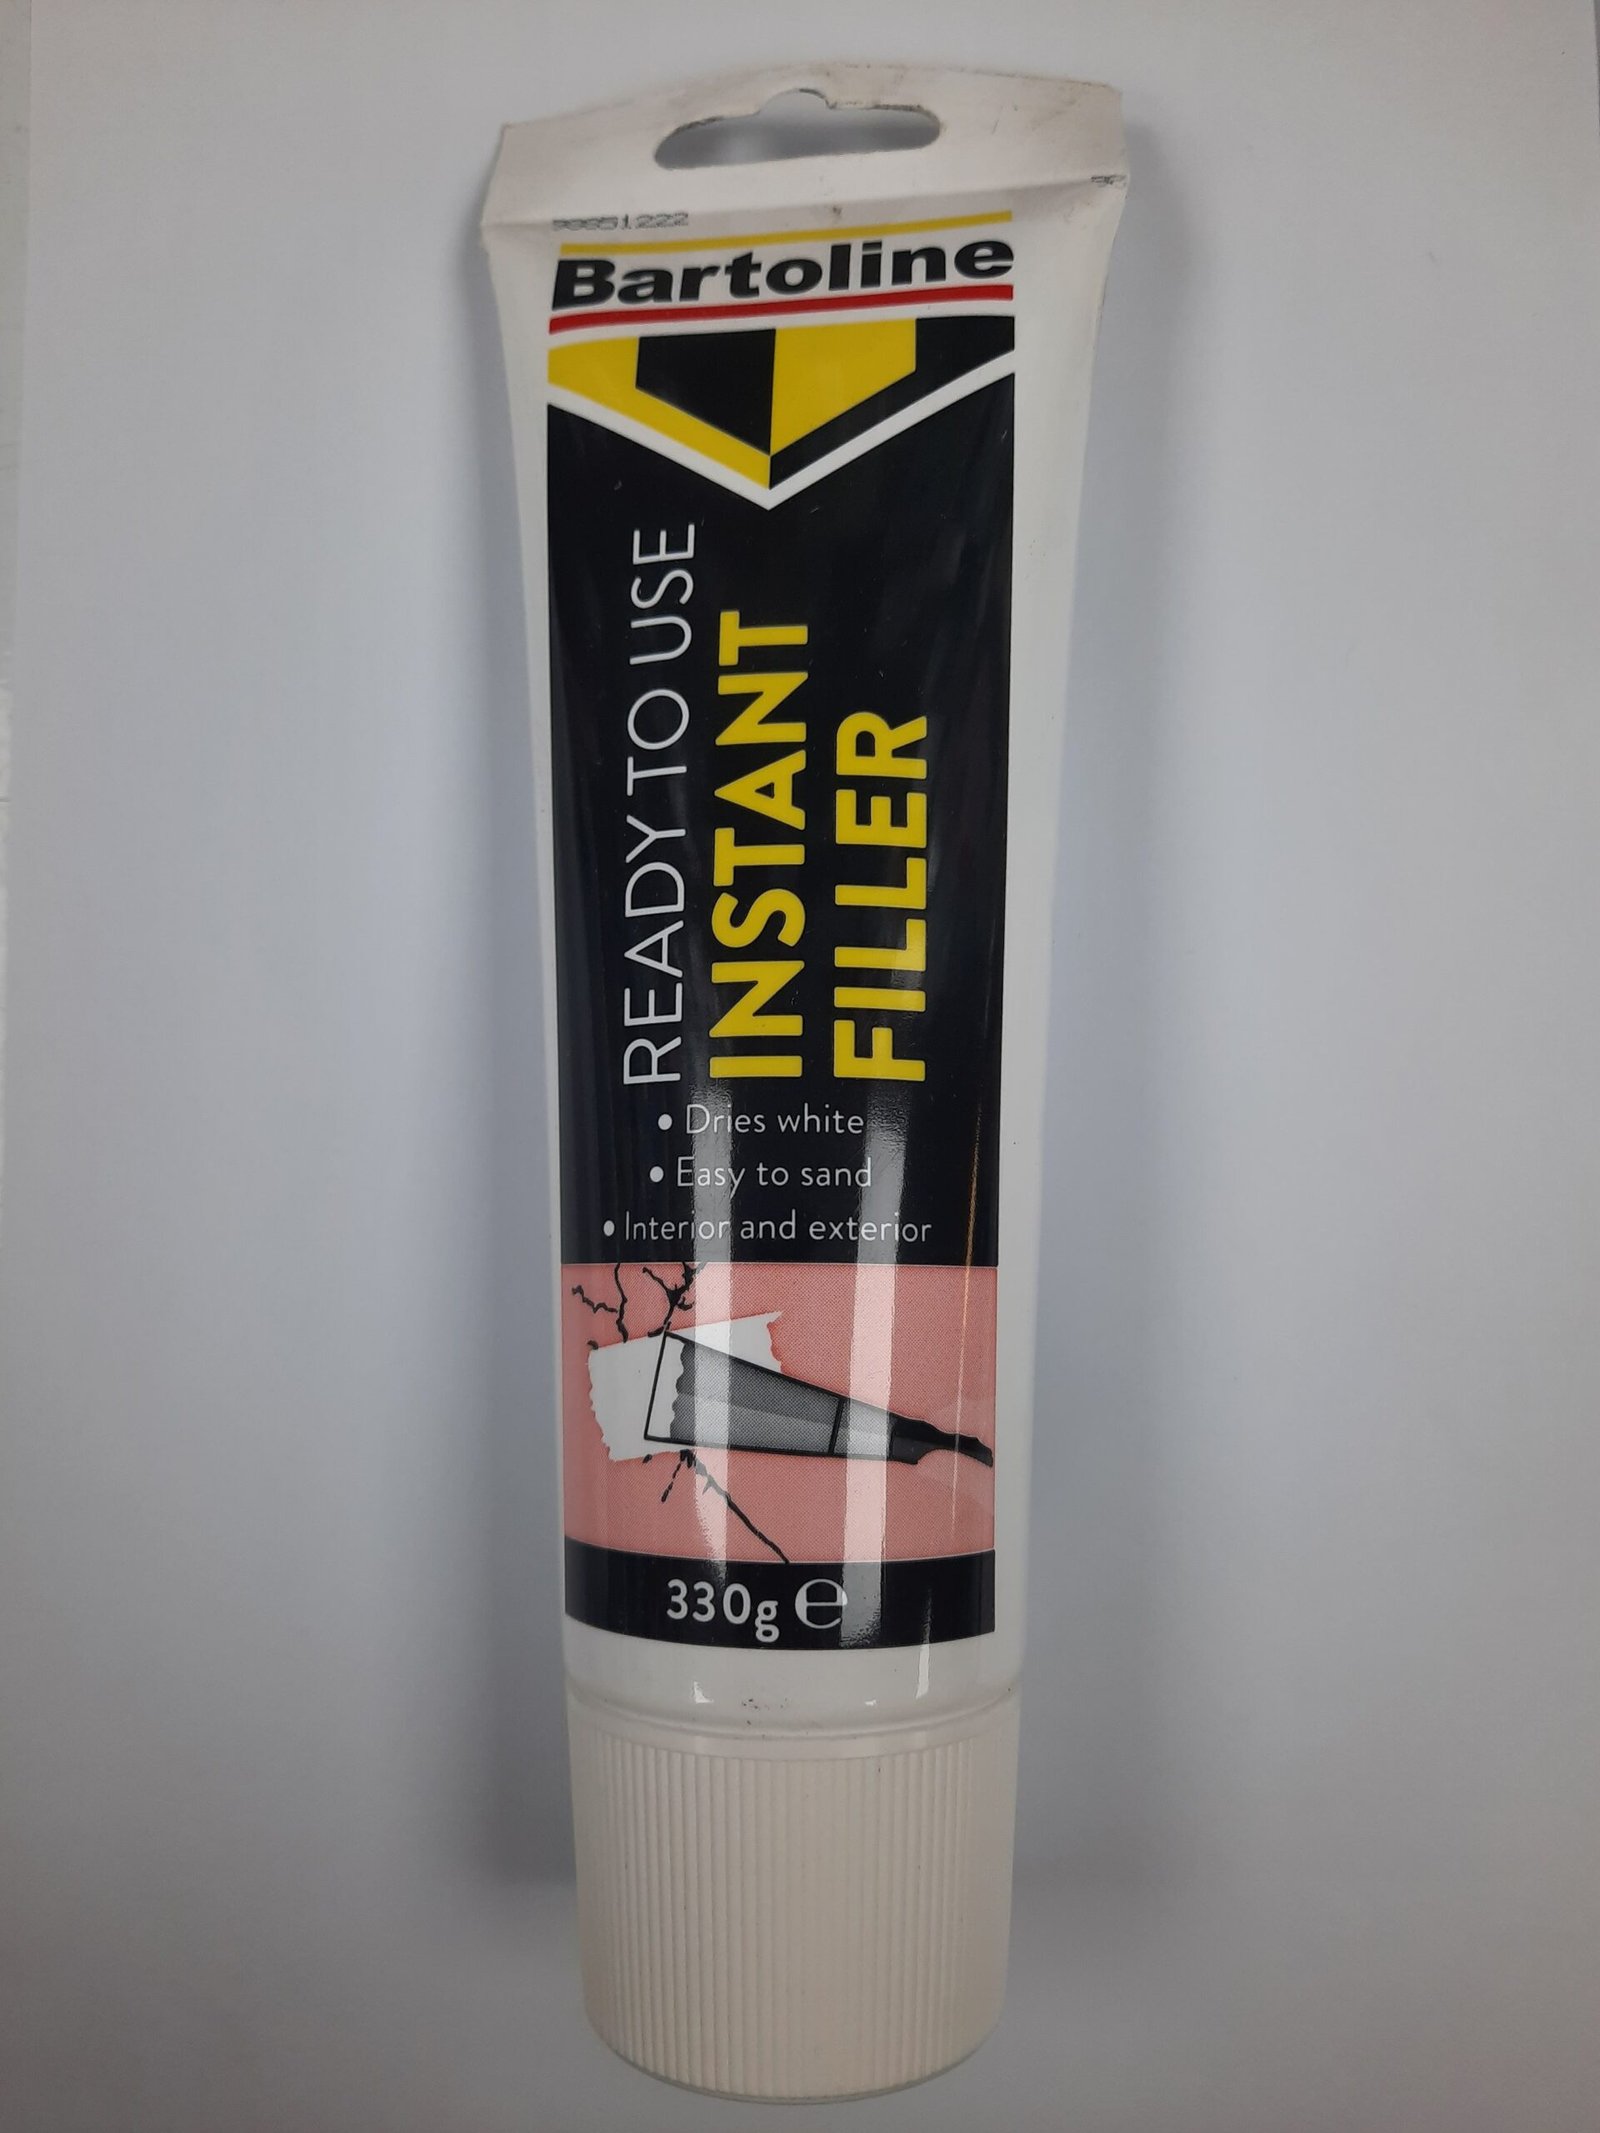 Bartoline
READY TO USE
INSTANT
FILLER
• Dries white
• Easy to sand
• Interior and exterior
330g ℮